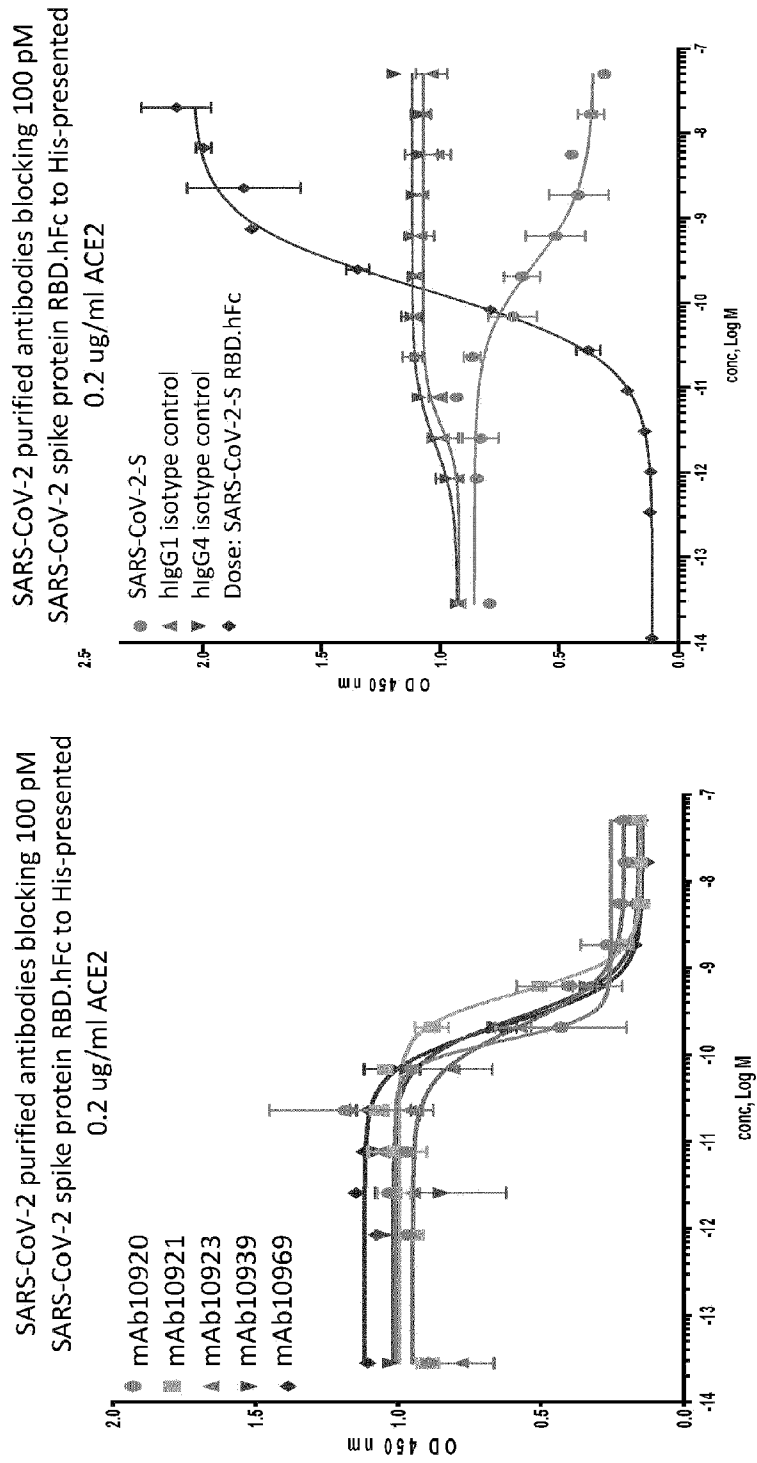 SARS-CoV-2 purified antibodies blocking 100 pM
SARS-CoV-2 spike protein RBD.hFc to His-presented
0.2 ug/ml ACE2
mAb10920
mAb10921
mAb10923
mAb10939
mAb10969
2.0
1.5
1.0
0.5
0.0
OD 450 nm
-14
-13
-12
-11
-10
-9
-8
-7
conc, Log M
SARS-CoV-2 purified antibodies blocking 100 pM
SARS-CoV-2 spike protein RBD.hFc to His-presented
0.2 ug/ml ACE2
SARS-CoV-2-S
hIgG1 isotype control
hIgG4 isotype control
Dose: SARS-CoV-2-S RBD.hFc
2.5
2.0
1.5
1.0
0.5
0.0
OD 450 nm
-14
-13
-12
-11
-10
-9
-8
-7
conc, Log M